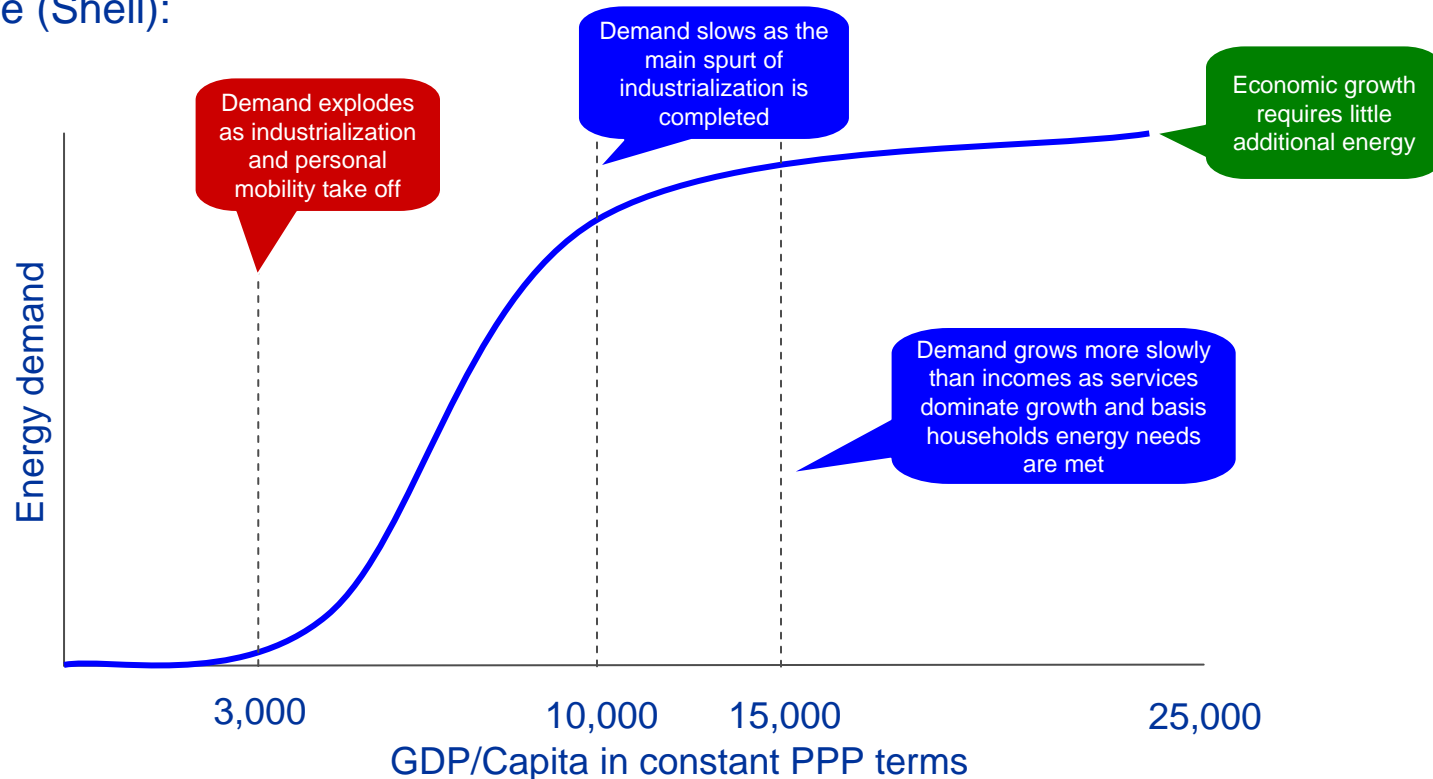 e (Shell):
Demand slows as the
main spurt of
industrialization is
completed
Demand explodes
as industrialization
and personal
mobility take off
Economic growth
requires little
additional energy
Energy demand
Demand grows more slowly
than incomes as services
dominate growth and basis
households energy needs
are met
3,000
10,000
15,000
25,000
GDP/Capita in constant PPP terms